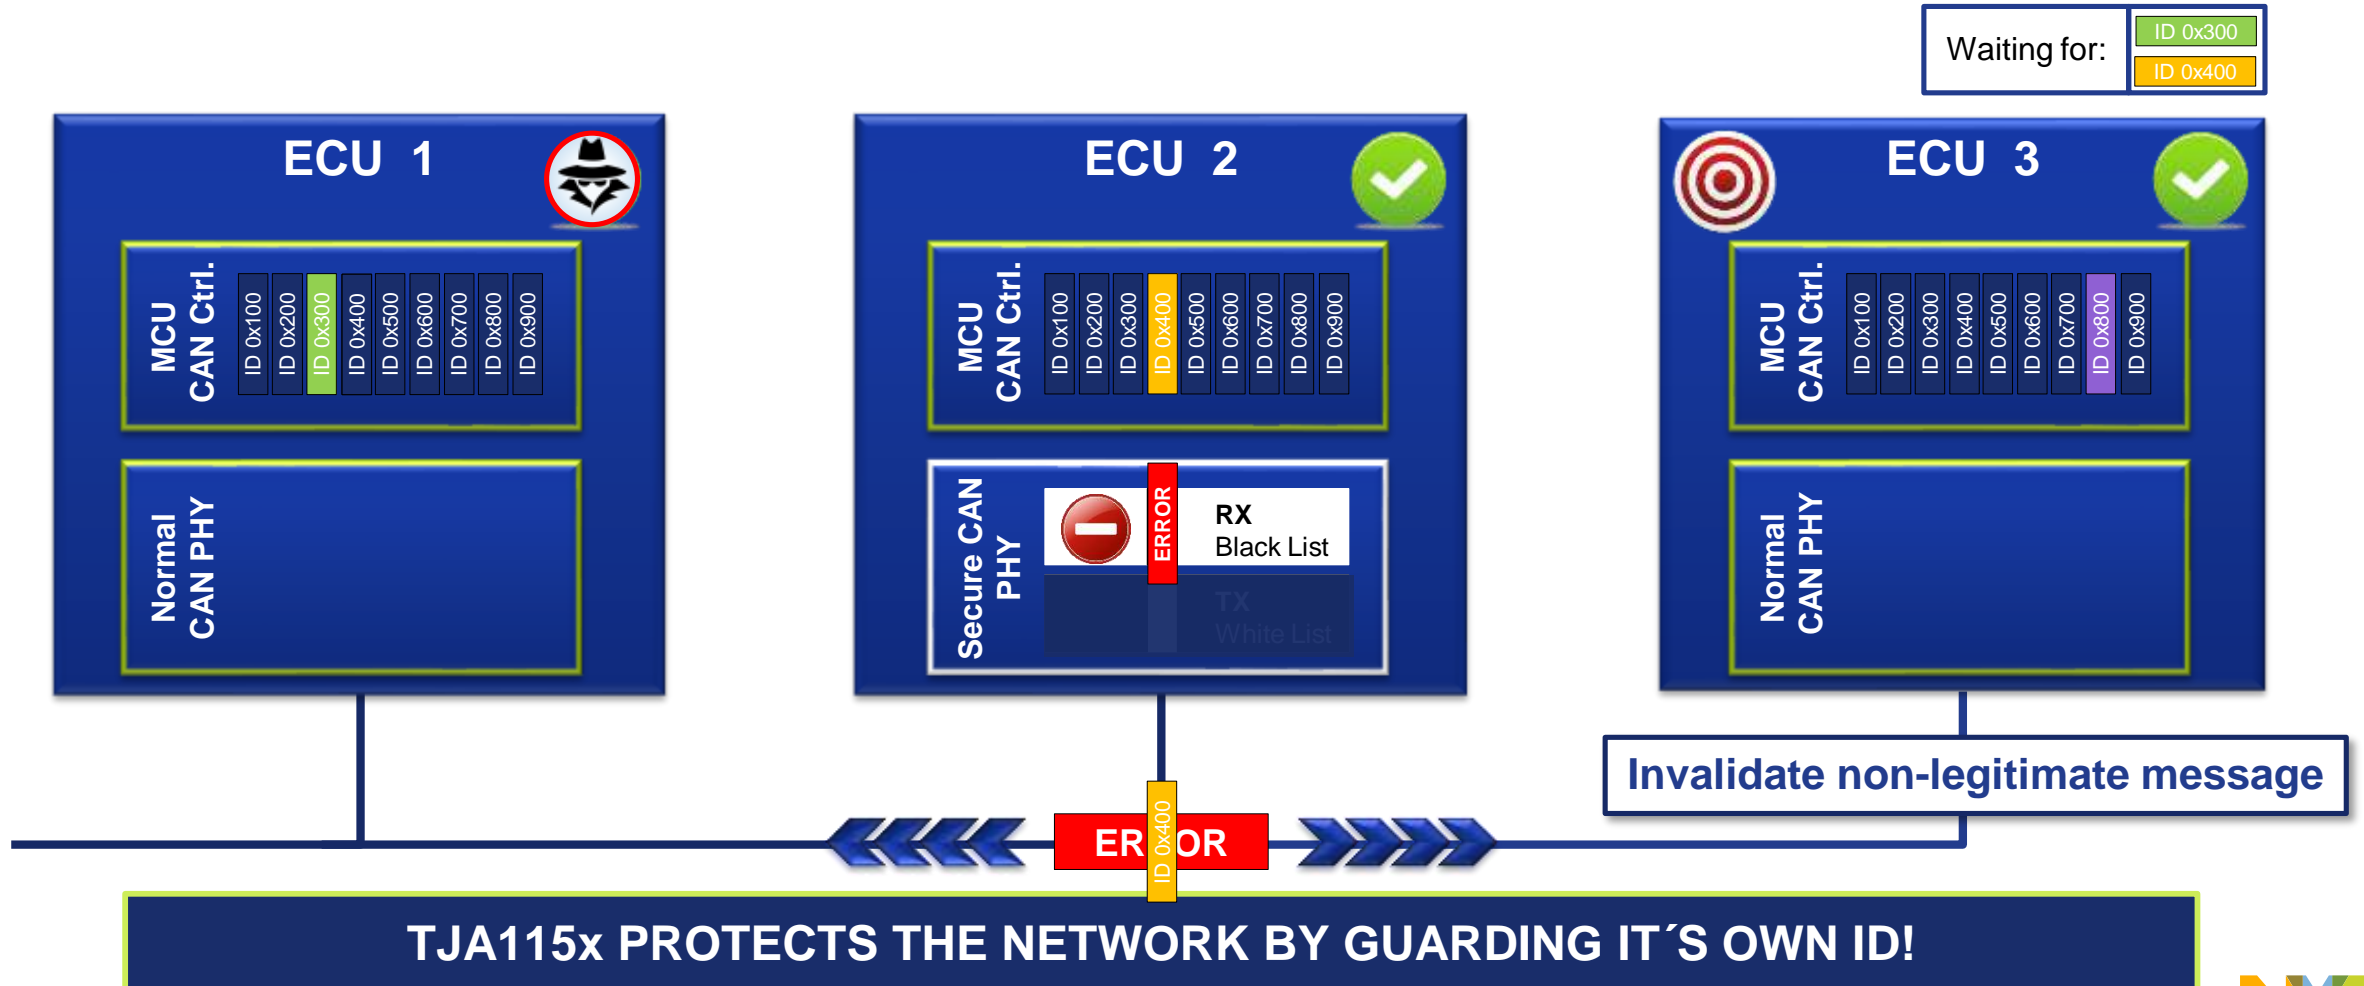 Waiting for:
ID 0x300
ID 0x400
ECU 1
MCU
CAN Ctrl.
ID 0x100
ID 0x200
ID 0x300
ID 0x400
ID 0x500
ID 0x600
ID 0x700
ID 0x800
ID 0x900
Normal
CAN PHY
ECU 2
MCU
CAN Ctrl.
ID 0x100
ID 0x200
ID 0x300
ID 0x400
ID 0x500
ID 0x600
ID 0x700
ID 0x800
ID 0x900
Secure CAN
PHY
ERROR
RX
Black List
TX
White List
ECU 3
MCU
CAN Ctrl.
ID 0x100
ID 0x200
ID 0x300
ID 0x400
ID 0x500
ID 0x600
ID 0x700
ID 0x800
ID 0x900
Normal
CAN PHY
Invalidate non-legitimate message
ERROR
ID 0x400
TJA115x PROTECTS THE NETWORK BY GUARDING IT´S OWN ID!